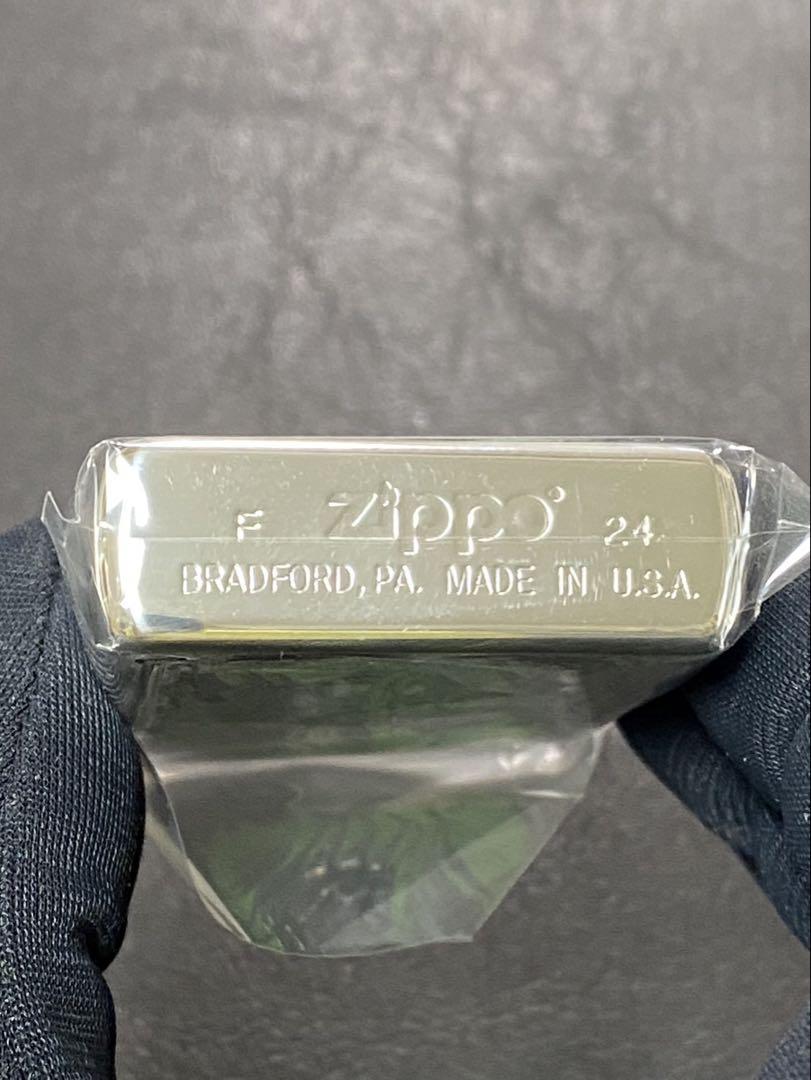 F zippo® 24
BRADFORD, PA. MADE IN U.S.A.